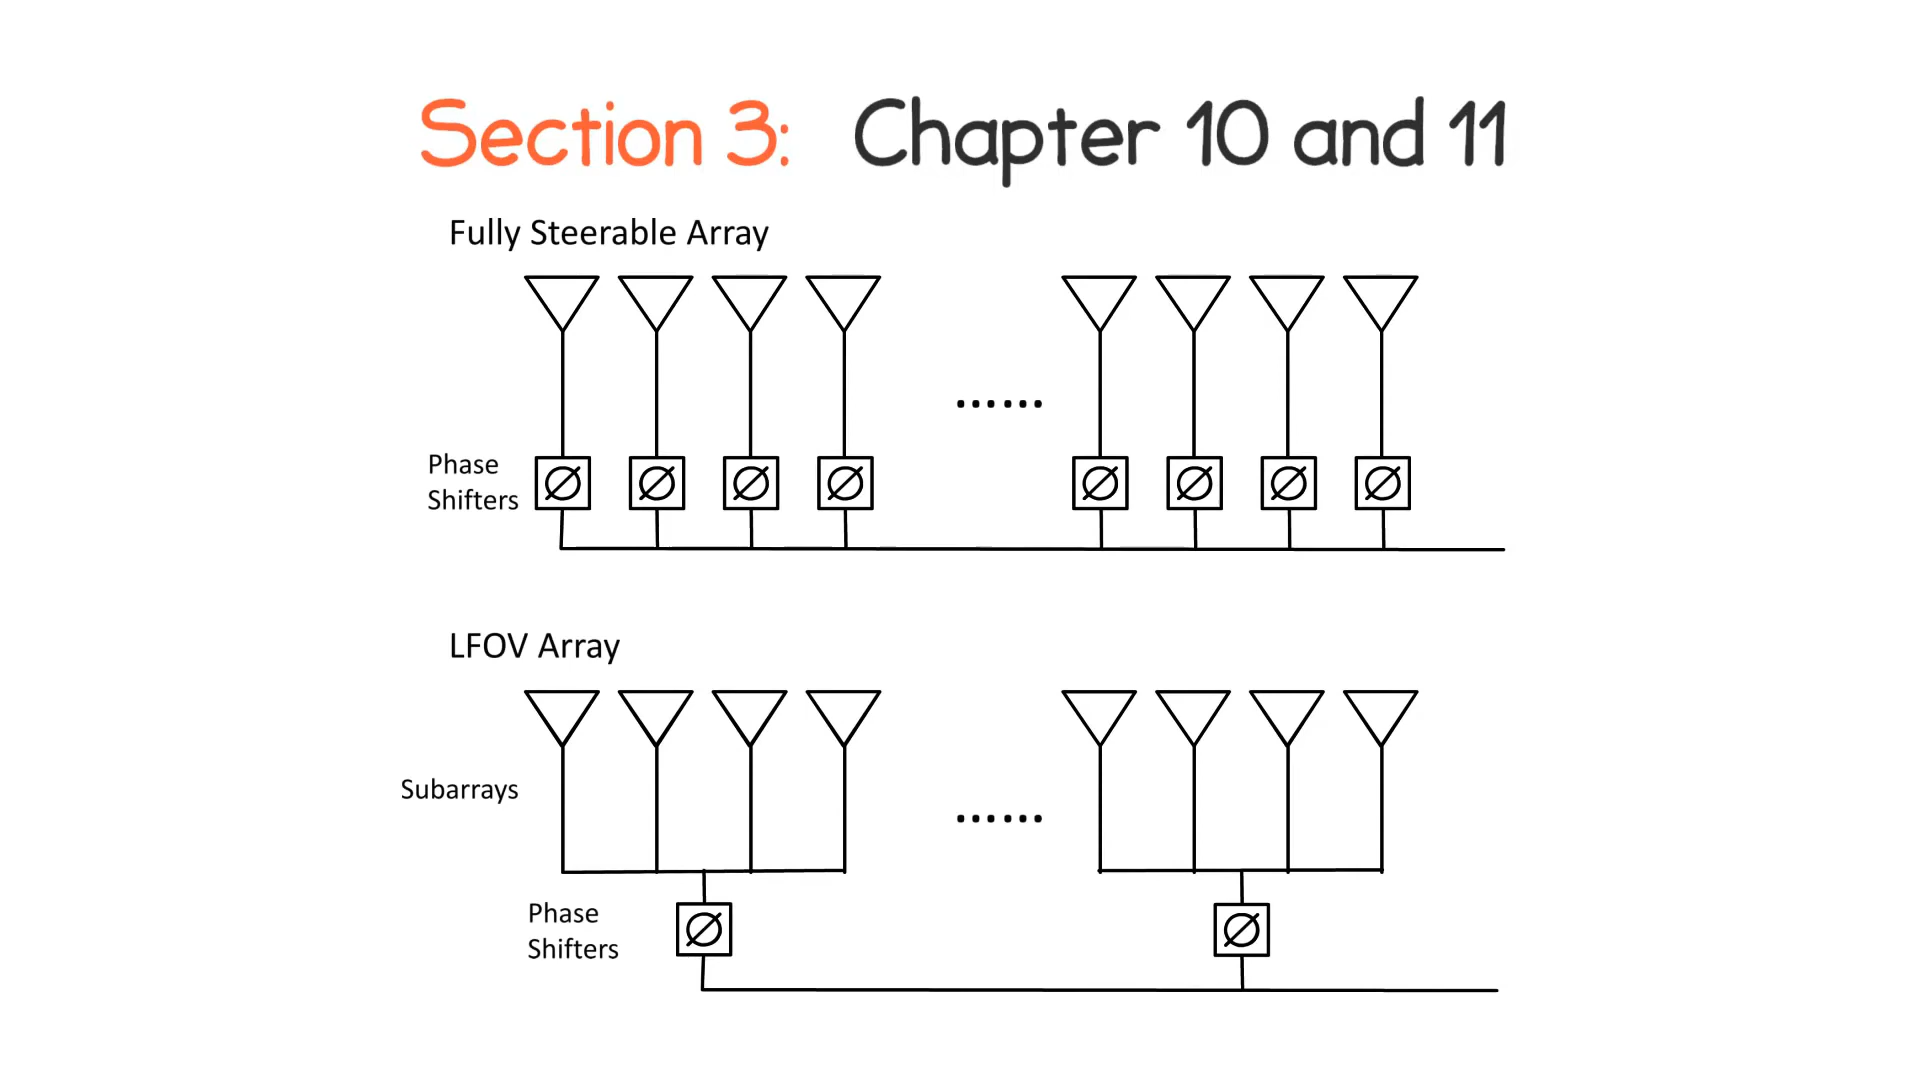 Section 3: Chapter 10 and 11
Fully Steerable Array
......
Phase
Shifters
LFOV Array
Subarrays
......
Phase
Shifters